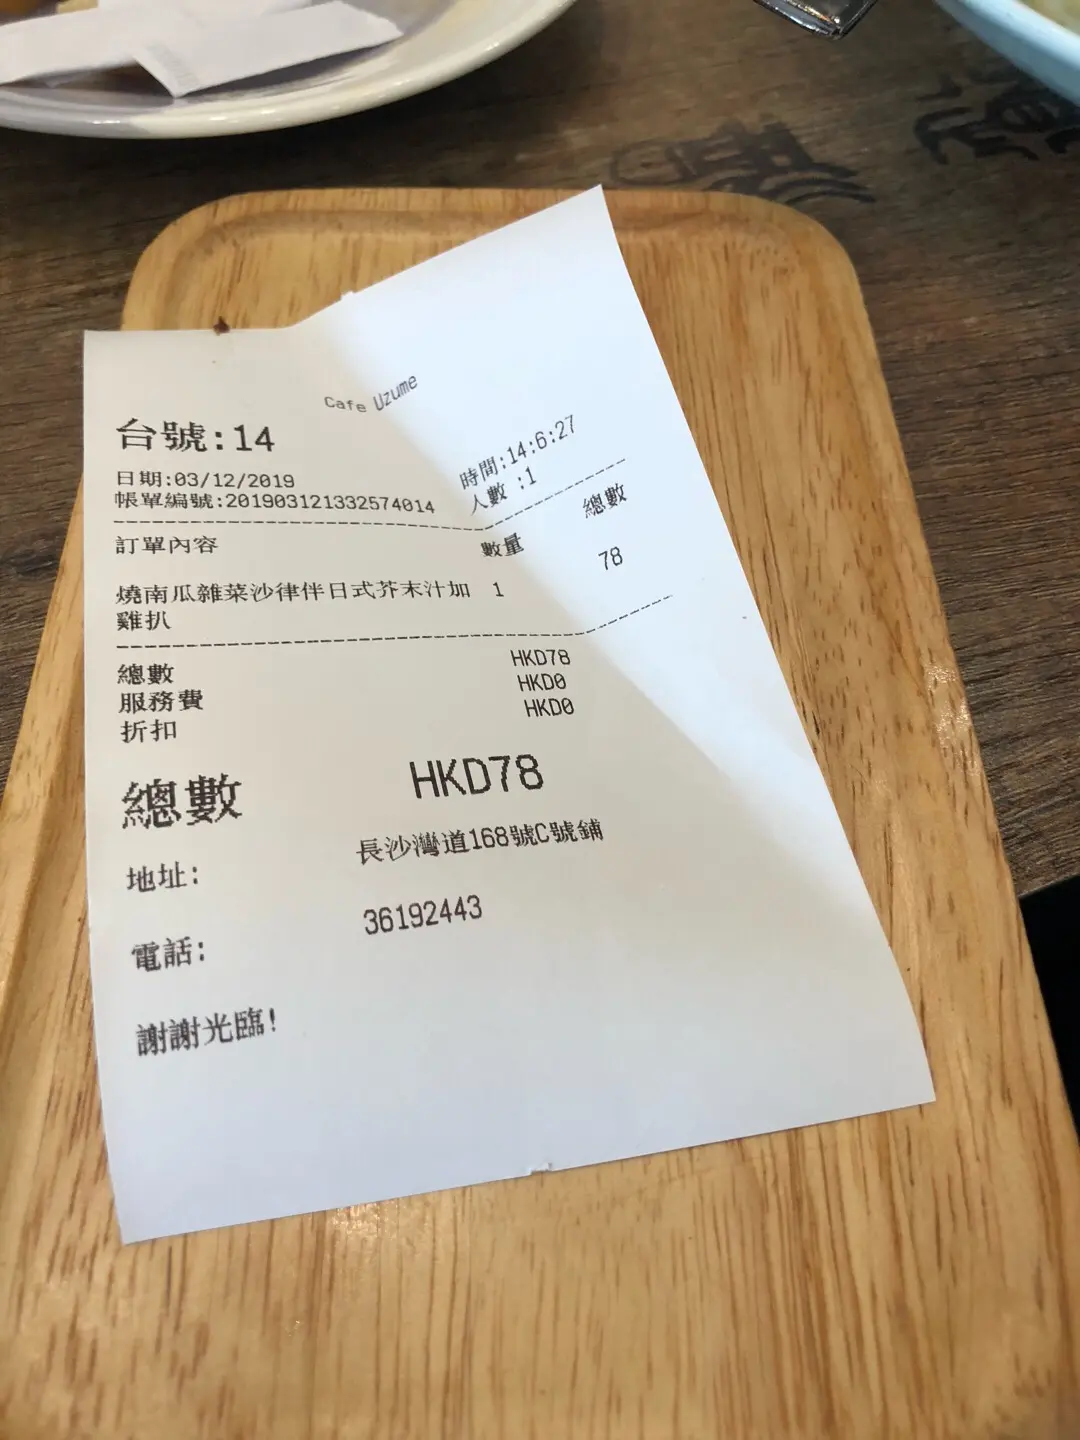 Cafe Uzume
台號:14
日期:03/12/2019 時間:14:6:27
帳單編號:201903121332574014 人數 :1
訂單內容 數量 總數
燒南瓜雜菜沙律伴日式芥末汁加 1 78
雞扒
總數 HKD78
服務費 HKD0
折扣 HKD0
總數 HKD78
地址: 長沙灣道168號C號鋪
電話: 36192443
謝謝光臨!